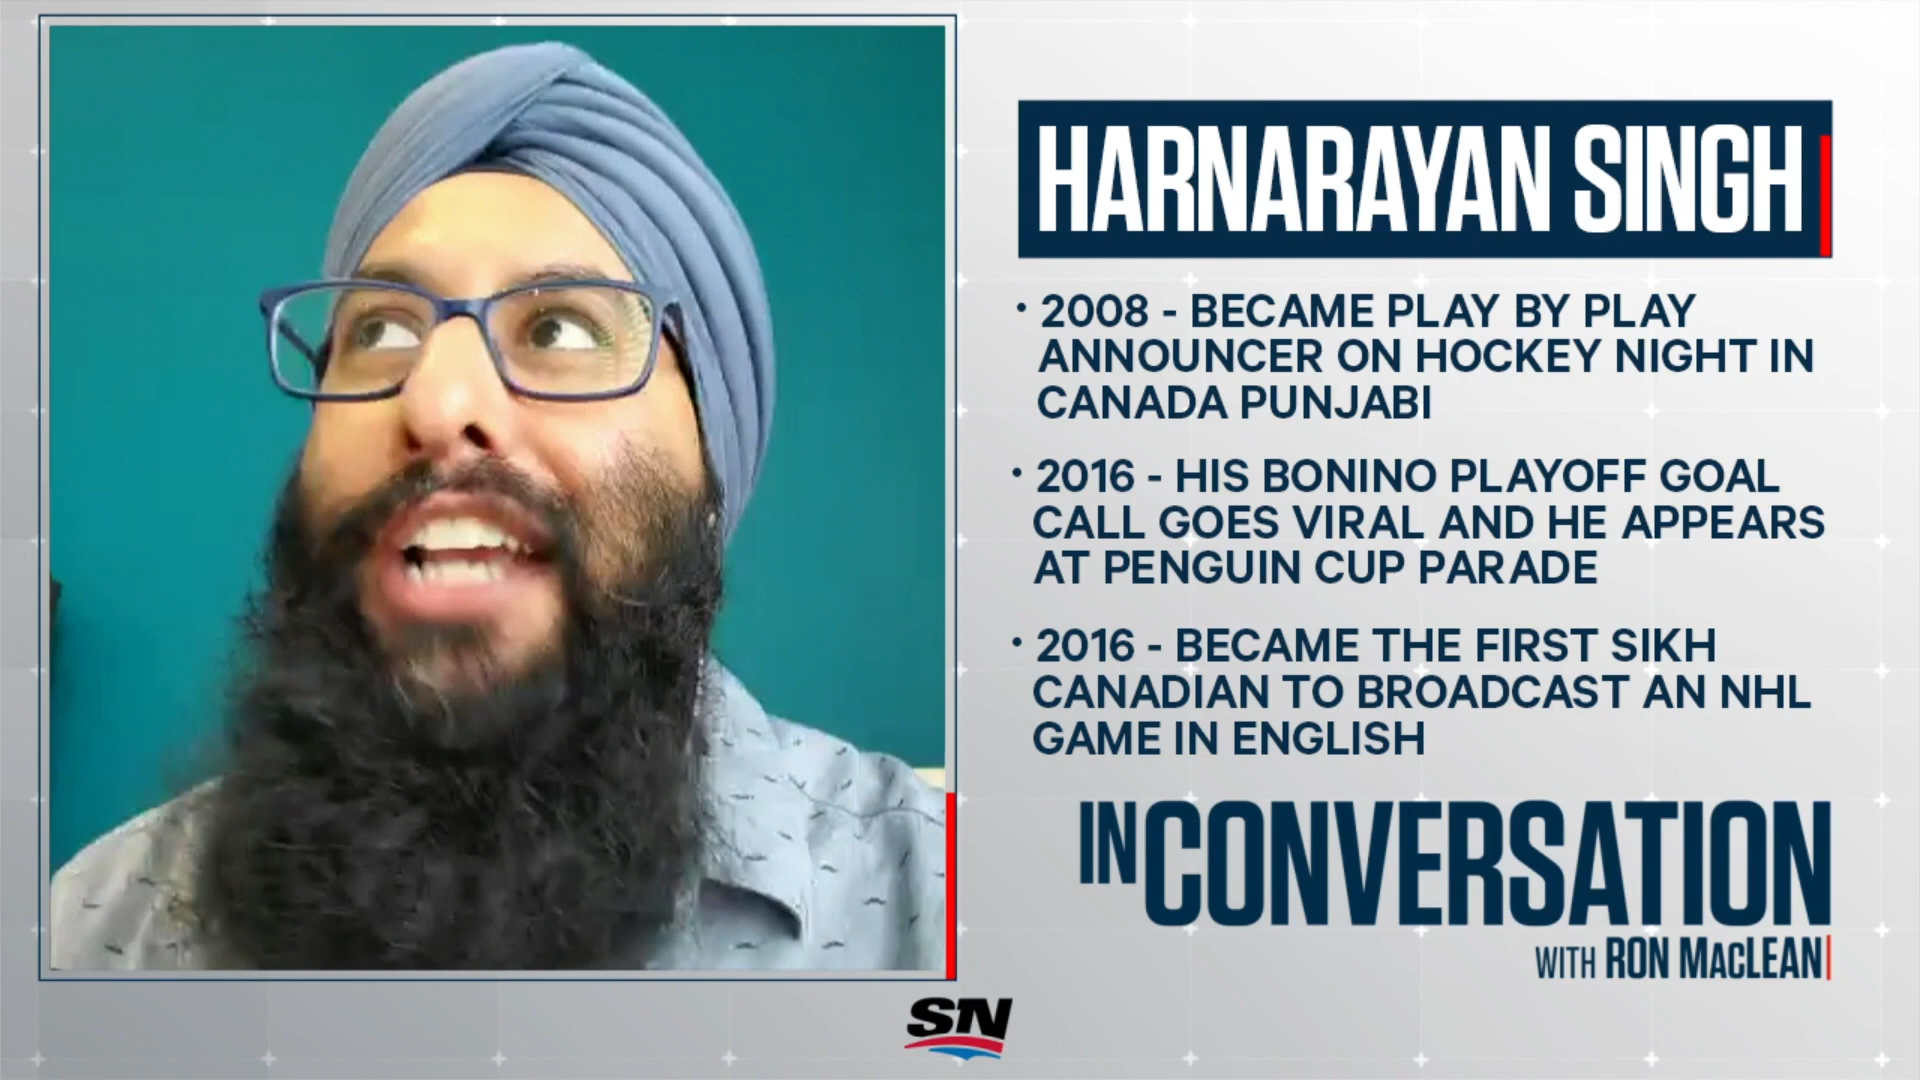 HARNARAYAN SINGH
• 2008 - BECAME PLAY BY PLAY
ANNOUNCER ON HOCKEY NIGHT IN
CANADA PUNJABI
• 2016 - HIS BONINO PLAYOFF GOAL
CALL GOES VIRAL AND HE APPEARS
AT PENGUIN CUP PARADE
• 2016 - BECAME THE FIRST SIKH
CANADIAN TO BROADCAST AN NHL
GAME IN ENGLISH
IN CONVERSATION
WITH RON MACLEAN
SN